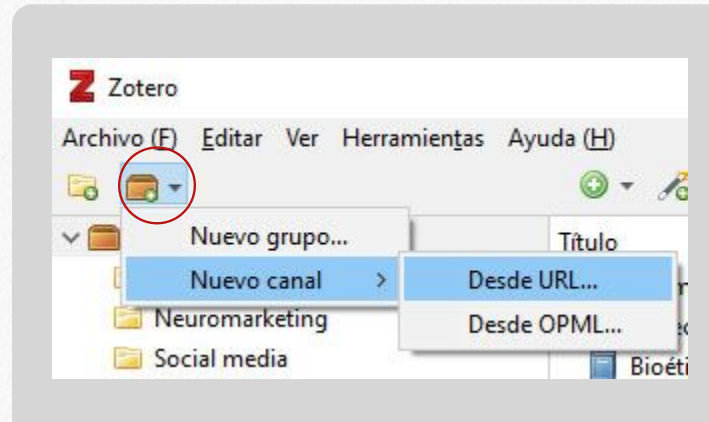 Zotero
Archivo (F) Editar Ver Herramientas Ayuda (H)
Nuevo grupo...
Título
Nuevo canal > Desde URL...
Neuromarketing
Desde OPML...
Social media
Bioéti